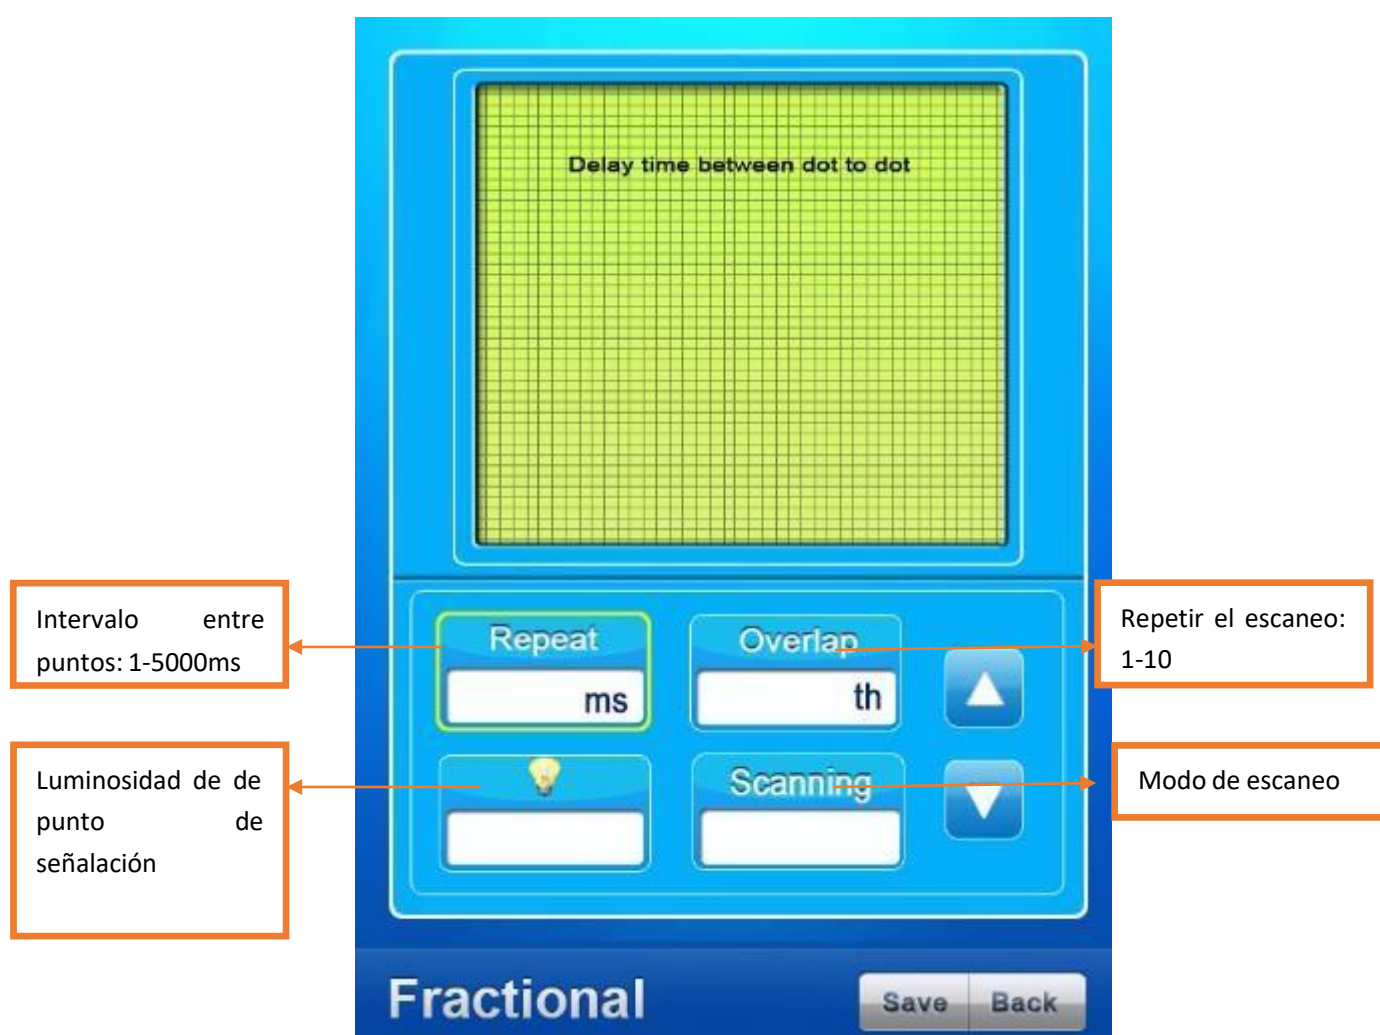 Delay time between dot to dot
Intervalo entre
puntos: 1-5000ms
Repeat
ms
Overlap
th
Repetir el escaneo:
1-10
Luminosidad de de
punto de
señalación
Scanning
Modo de escaneo
Fractional
Save
Back